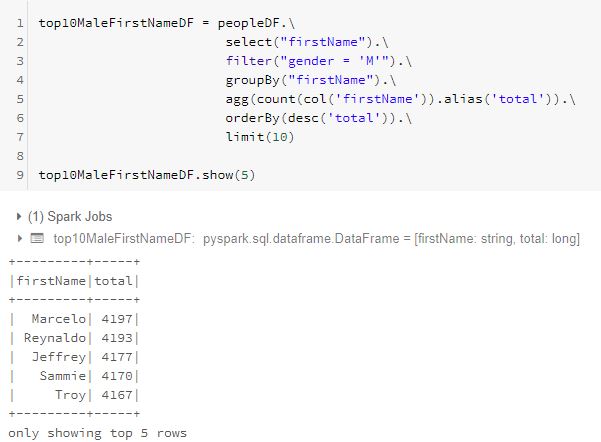 1 top10MaleFirstNameDF = peopleDF.\
2 select("firstName").\
3 filter("gender = 'M'").\
4 groupBy("firstName").\
5 agg(count(col('firstName')).alias('total')).\
6 orderBy(desc('total')).\
7 limit(10)
8
9 top10MaleFirstNameDF.show(5)
(1) Spark Jobs
top10MaleFirstNameDF: pyspark.sql.dataframe.DataFrame = [firstName: string, total: long]
+---------+-----+
|firstName|total|
+---------+-----+
|  Marcelo| 4197|
| Reynaldo| 4193|
|  Jeffrey| 4177|
|   Sammie| 4170|
|     Troy| 4167|
+---------+-----+
only showing top 5 rows